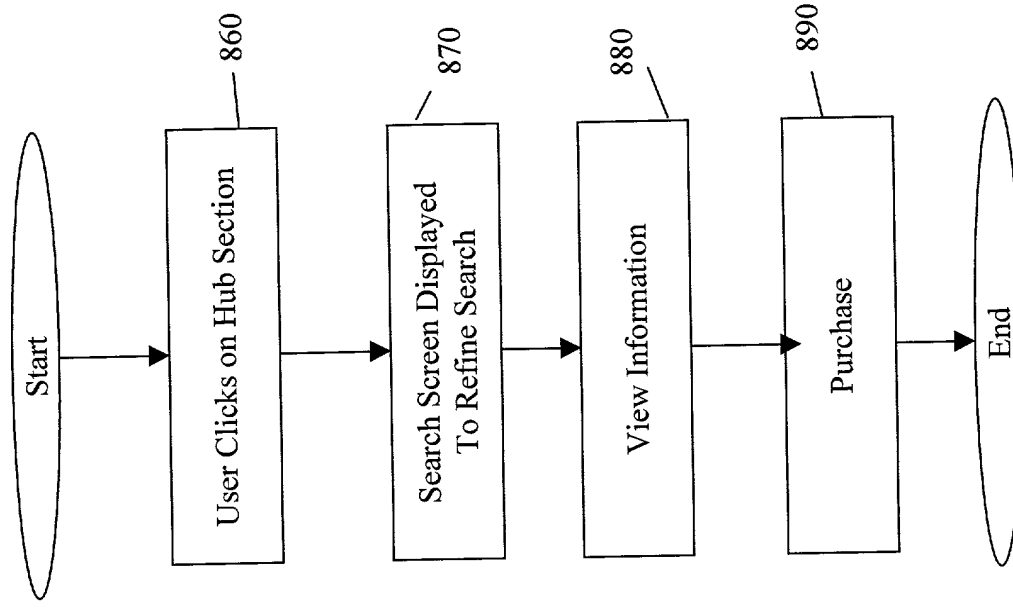 Start
User Clicks on Hub Section
860
Search Screen Displayed
To Refine Search
870
View Information
880
Purchase
890
End